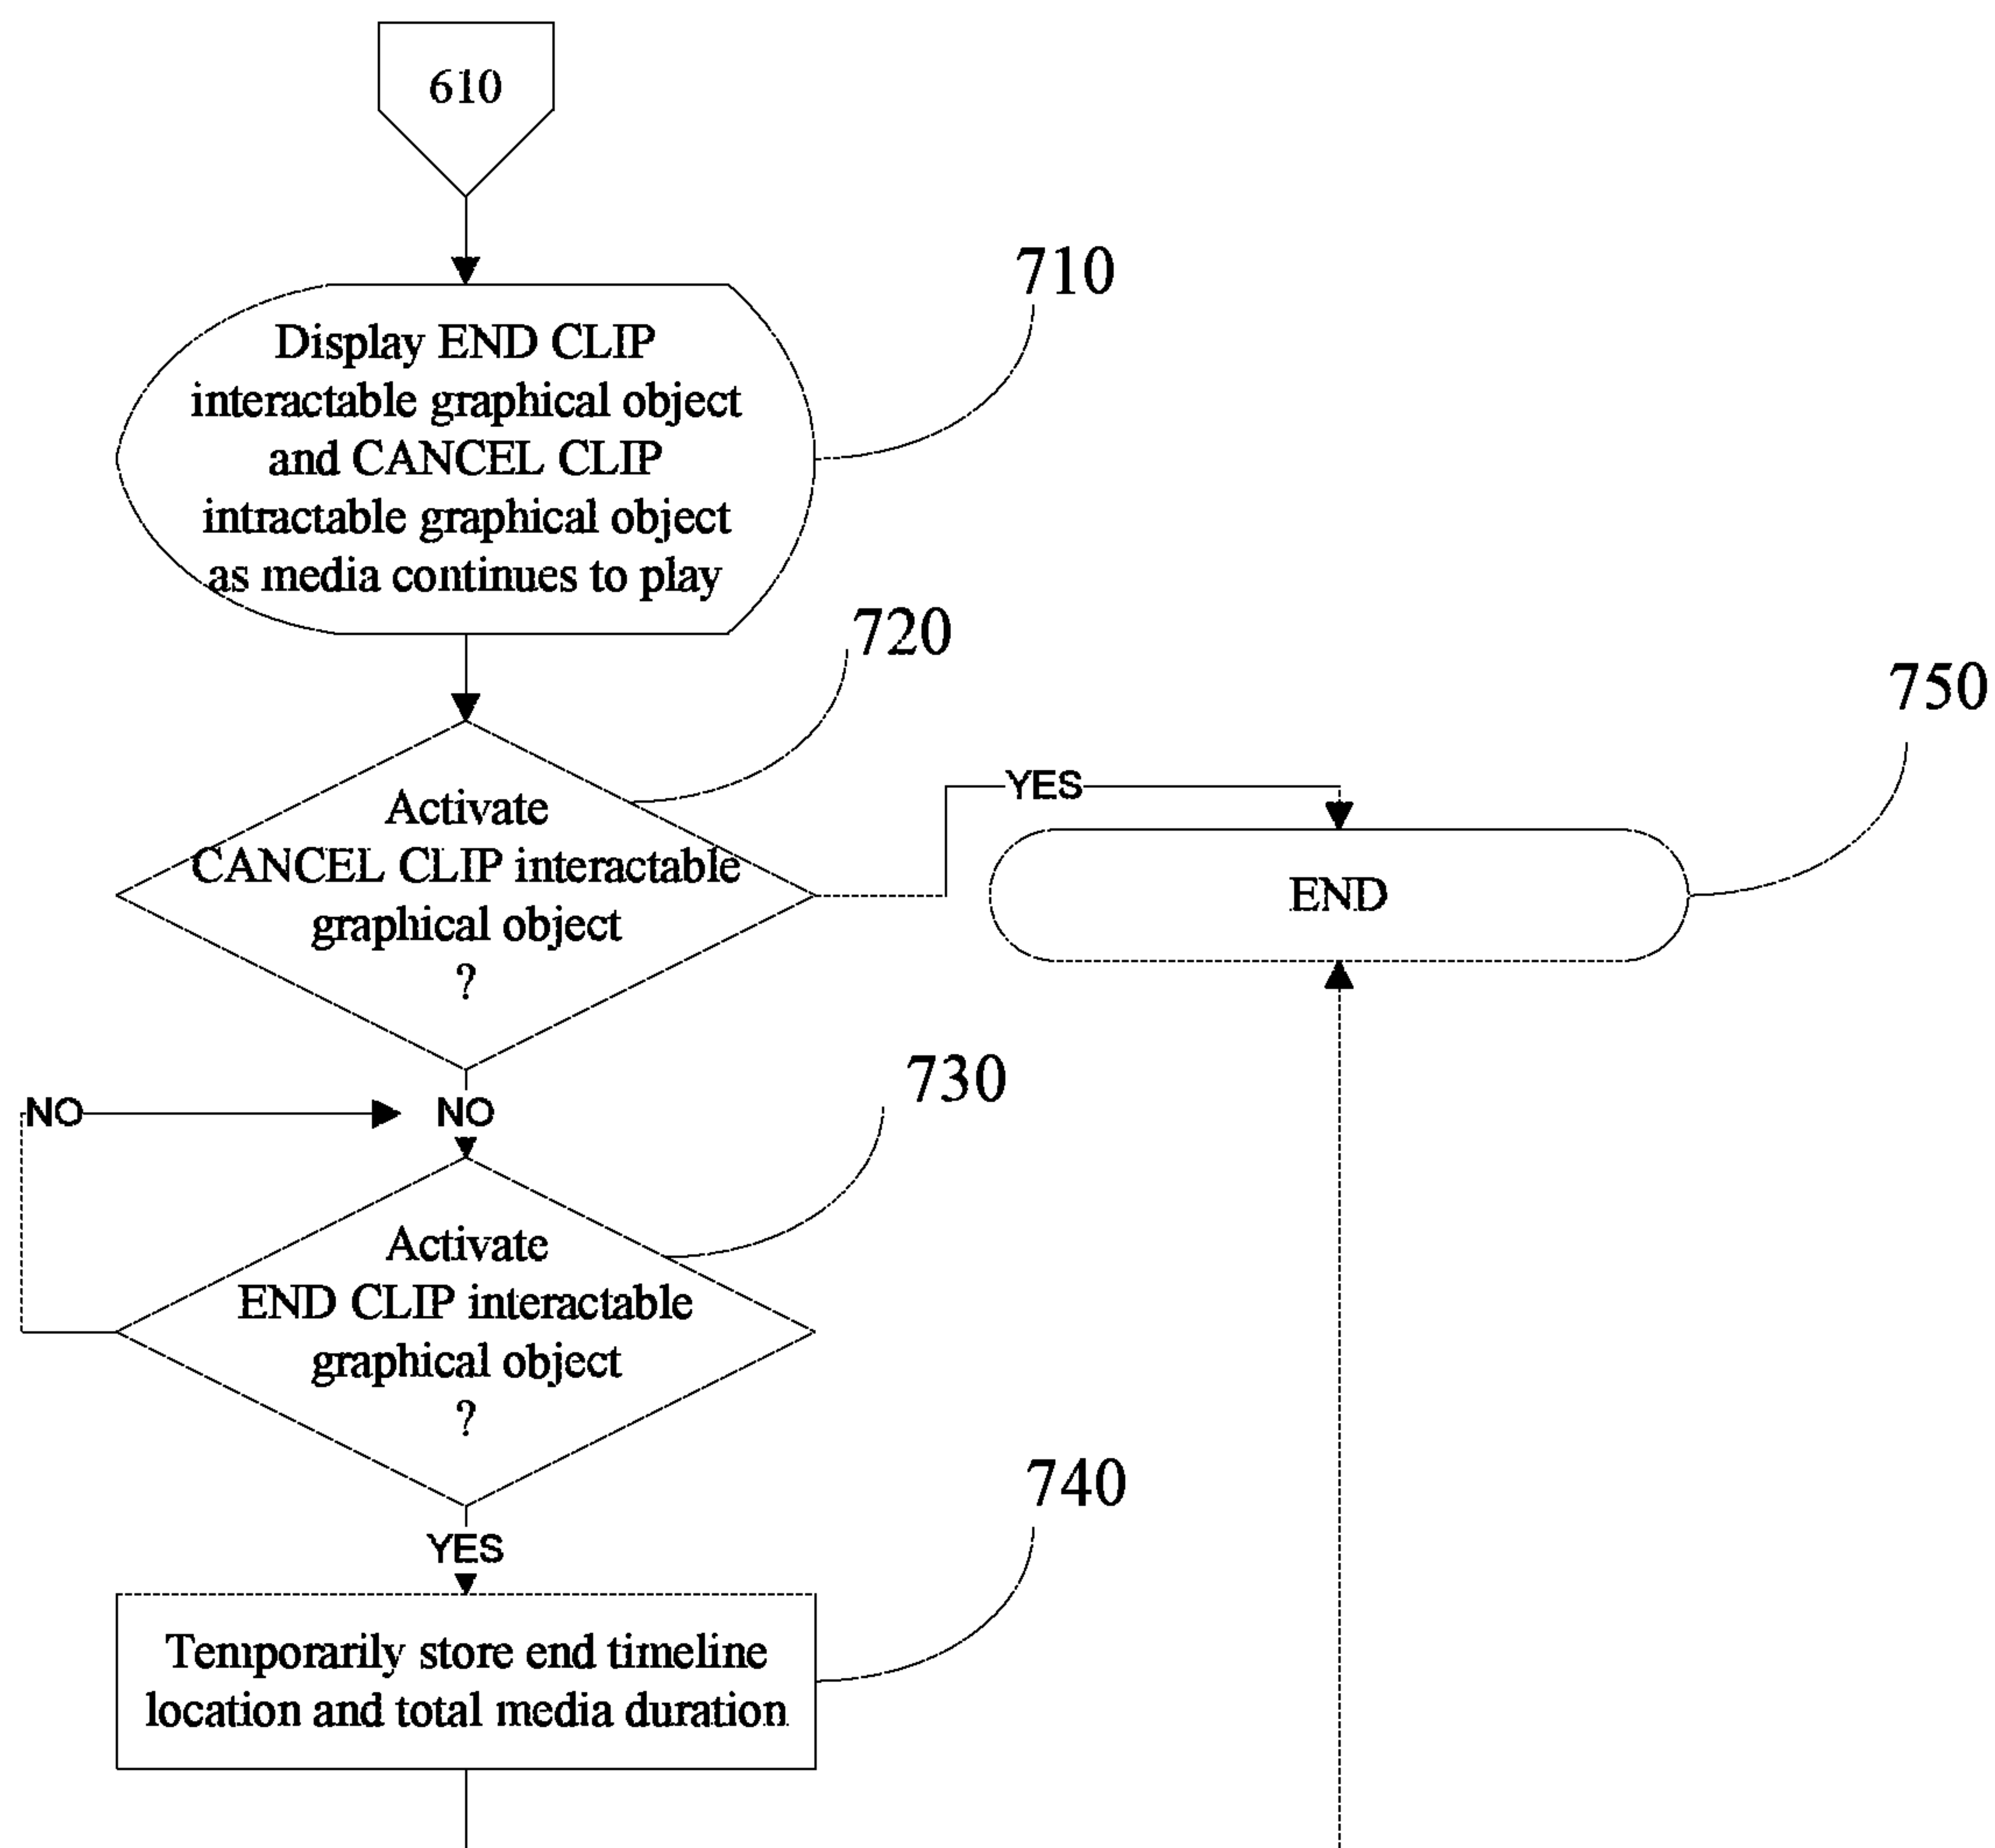 610
710
Display END CLIP
interactable graphical object
and CANCEL CLIP
intractable graphical object
as media continues to play
720
750
YES
Activate
CANCEL CLIP interactable
graphical object
?
END
730
NO
NO
Activate
END CLIP interactable
graphical object
?
740
YES
Temporarily store end timeline
location and total media duration